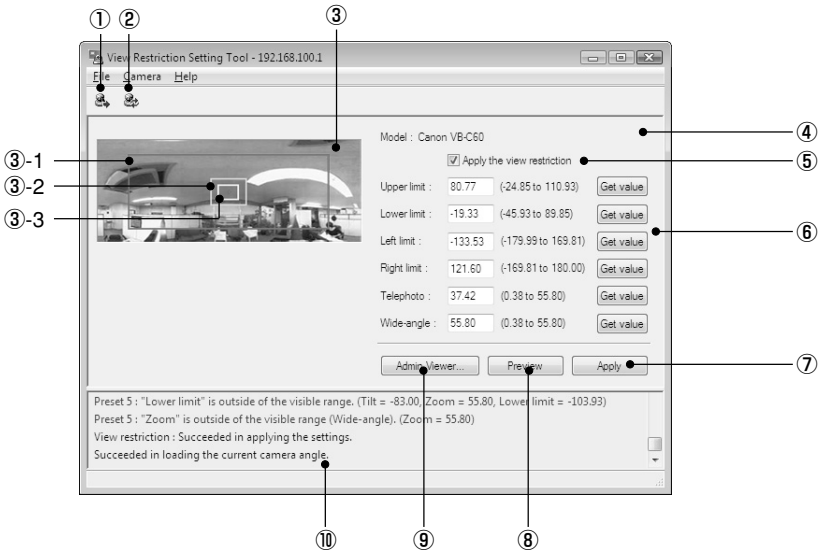 ① ② ③
View Restriction Setting Tool - 192.168.100.1
File Camera Help
Model : Canon VB-C60
④
Apply the view restriction
⑤
③-1
③-2
③-3
Upper limit : 80.77 (-24.85 to 110.93) Get value
Lower limit : -19.33 (-45.93 to 89.85) Get value
⑥
Left limit : -133.53 (-179.99 to 169.81) Get value
Right limit : 121.60 (-169.81 to 180.00) Get value
Telephoto : 37.42 (0.38 to 55.80) Get value
Wide-angle : 55.80 (0.38 to 55.80) Get value
Admin Viewer... Preview Apply
⑦
Preset 5 : "Lower limit" is outside of the visible range. (Tilt = -83.00, Zoom = 55.80, Lower limit = -103.93)
Preset 5 : "Zoom" is outside of the visible range (Wide-angle). (Zoom = 55.80)
View restriction : Succeeded in applying the settings.
Succeeded in loading the current camera angle.
⑩ ⑨ ⑧